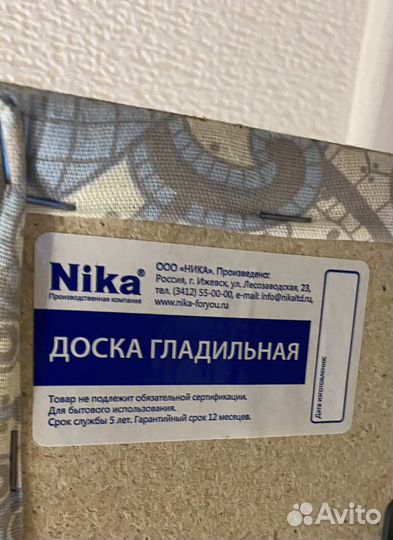 Nika®
Производственная компания
ООО «НИКА». Произведено:
Россия, г. Ижевск, ул. Лесозаводская, 23,
тел. (3412) 55-00-00, e-mail: info@nikaltd.ru,
www.nika-foryou.ru
ДОСКА ГЛАДИЛЬНАЯ
Товар не подлежит обязательной сертификации.
Для бытового использования.
Срок службы 5 лет. Гарантийный срок 12 месяцев.
Дата изготовления:
Avito